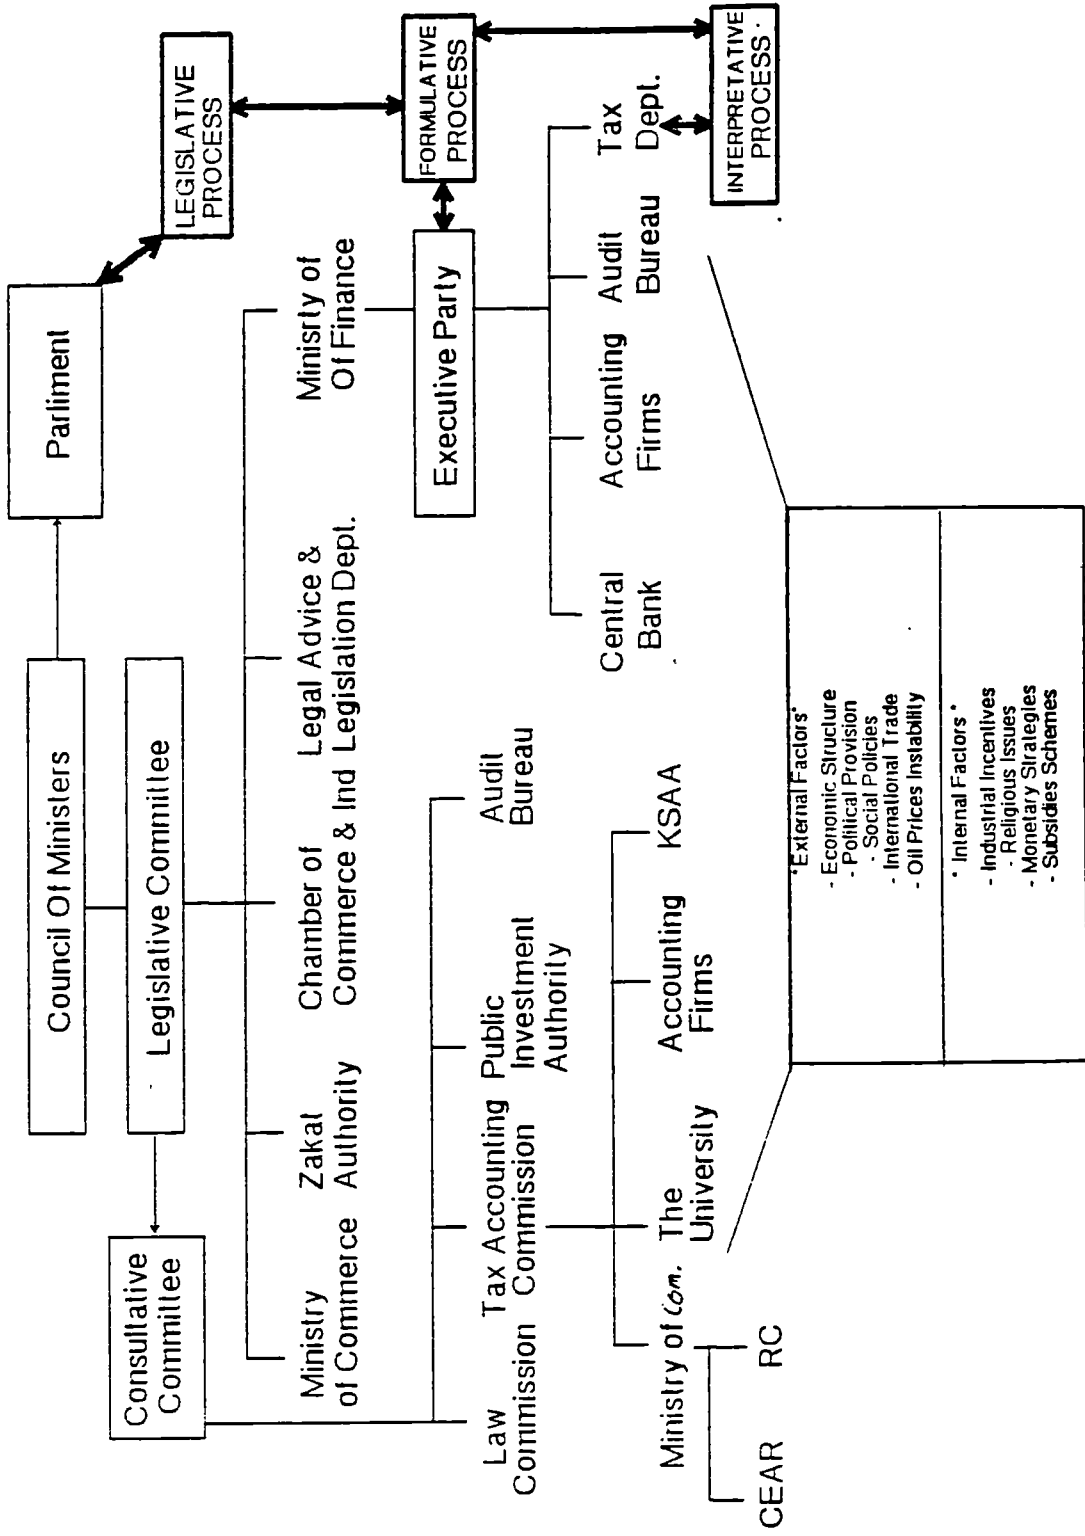 Council Of Ministers
Parliment
Legislative Committee
Consultative
Committee
LEGISLATIVE
PROCESS
Ministry
of Commerce
Zakat
Authority
Chamber of
Commerce & Ind
Legal Advice &
Legislation Dept.
Minisrty of
Of Finance
Executive Party
FORMULATIVE
PROCESS
Law
Commission
Tax Accounting
Commission
Public
Investment
Authority
Audit
Bureau
Central
Bank
Accounting
Firms
Audit
Bureau
Tax
Dept.
Ministry of Com.
The
University
Accounting
Firms
KSAA
INTERPRETATIVE
PROCESS
CEAR
RC
*External Factors*
- Economic Structure
- Political Provision
- Social Policies
- International Trade
- Oil Prices Instability
* Internal Factors *
- Industrial Incentives
- Religious Issues
- Monetary Strategies
- Subsidies Schemes